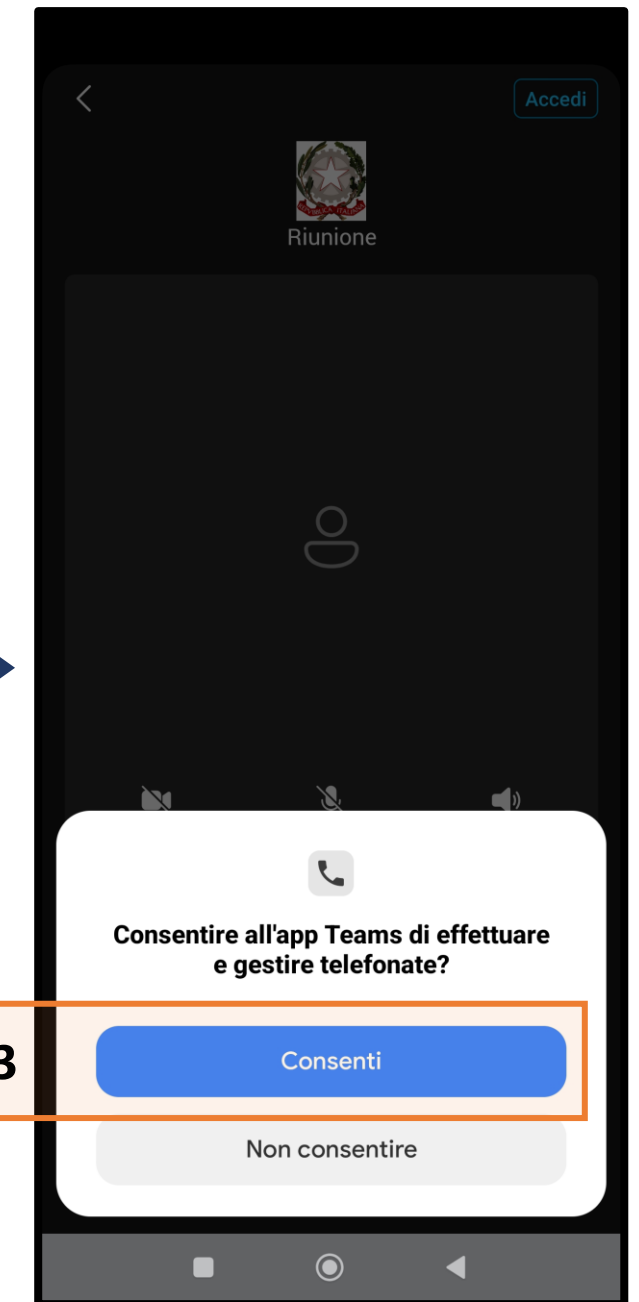 Accedi
Riunione
Consentire all'app Teams di effettuare
e gestire telefonate?
3
Consenti
Non consentire